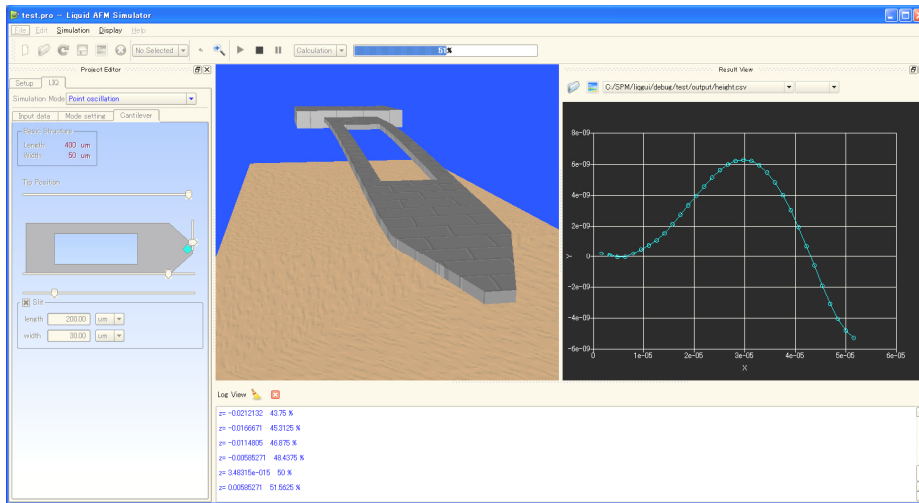 test.pro -- Liquid AFM Simulator
File Edit Simulation Display Help
No Selected Calculation 51%
Project Editor
Setup LIQ
Simulation Mode Point oscillation
Input data Mode setting Cantilever
Basic Structure
Length 400 um
Width 50 um
Tip Position
Slit
length 200.00 um
width 30.00 um
Result View
C:/SPM/liqgui/debug/test/output/height.csv
8e-09
6e-09
4e-09
2e-09
Y 0
-2e-09
-4e-09
-6e-09
0 1e-05 2e-05 3e-05 4e-05 5e-05 6e-05
X
Log View
z= -0.0212132 43.75 %
z= -0.0166671 45.3125 %
z= -0.0114805 46.875 %
z= -0.00585271 48.4375 %
z= 3.48315e-015 50 %
z= 0.00585271 51.5625 %